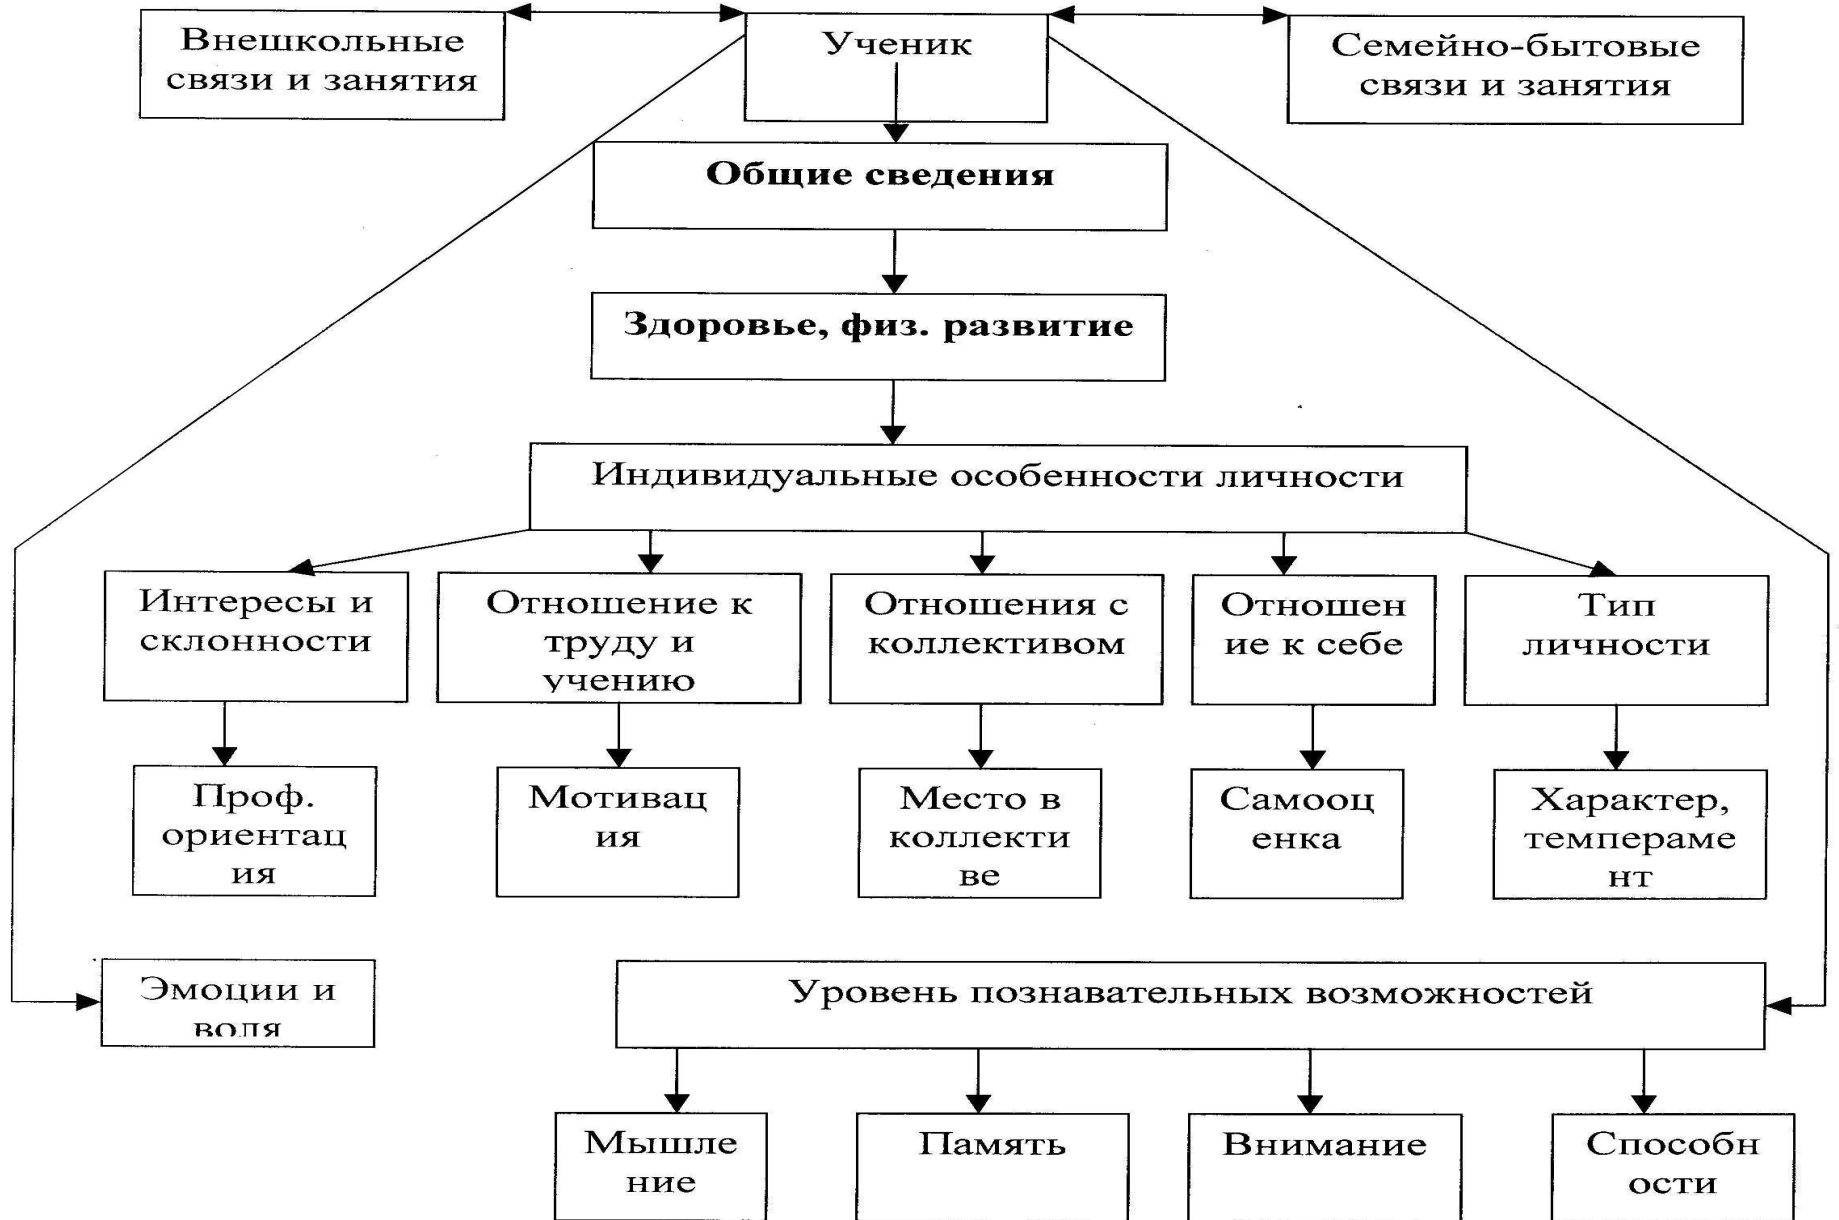 Внешкольные
связи и занятия
Ученик
Семейно-бытовые
связи и занятия
Общие сведения
Здоровье, физ. развитие
Индивидуальные особенности личности
Интересы и
склонности
Отношение к
труду и
учению
Отношения с
коллективом
Отношен
ие к себе
Тип
личности
Проф.
ориентац
ия
Мотивац
ия
Место в
коллекти
ве
Самооц
енка
Характер,
темпераме
нт
Эмоции и
воля
Уровень познавательных возможностей
Мышле
ние
Память
Внимание
Способн
ости